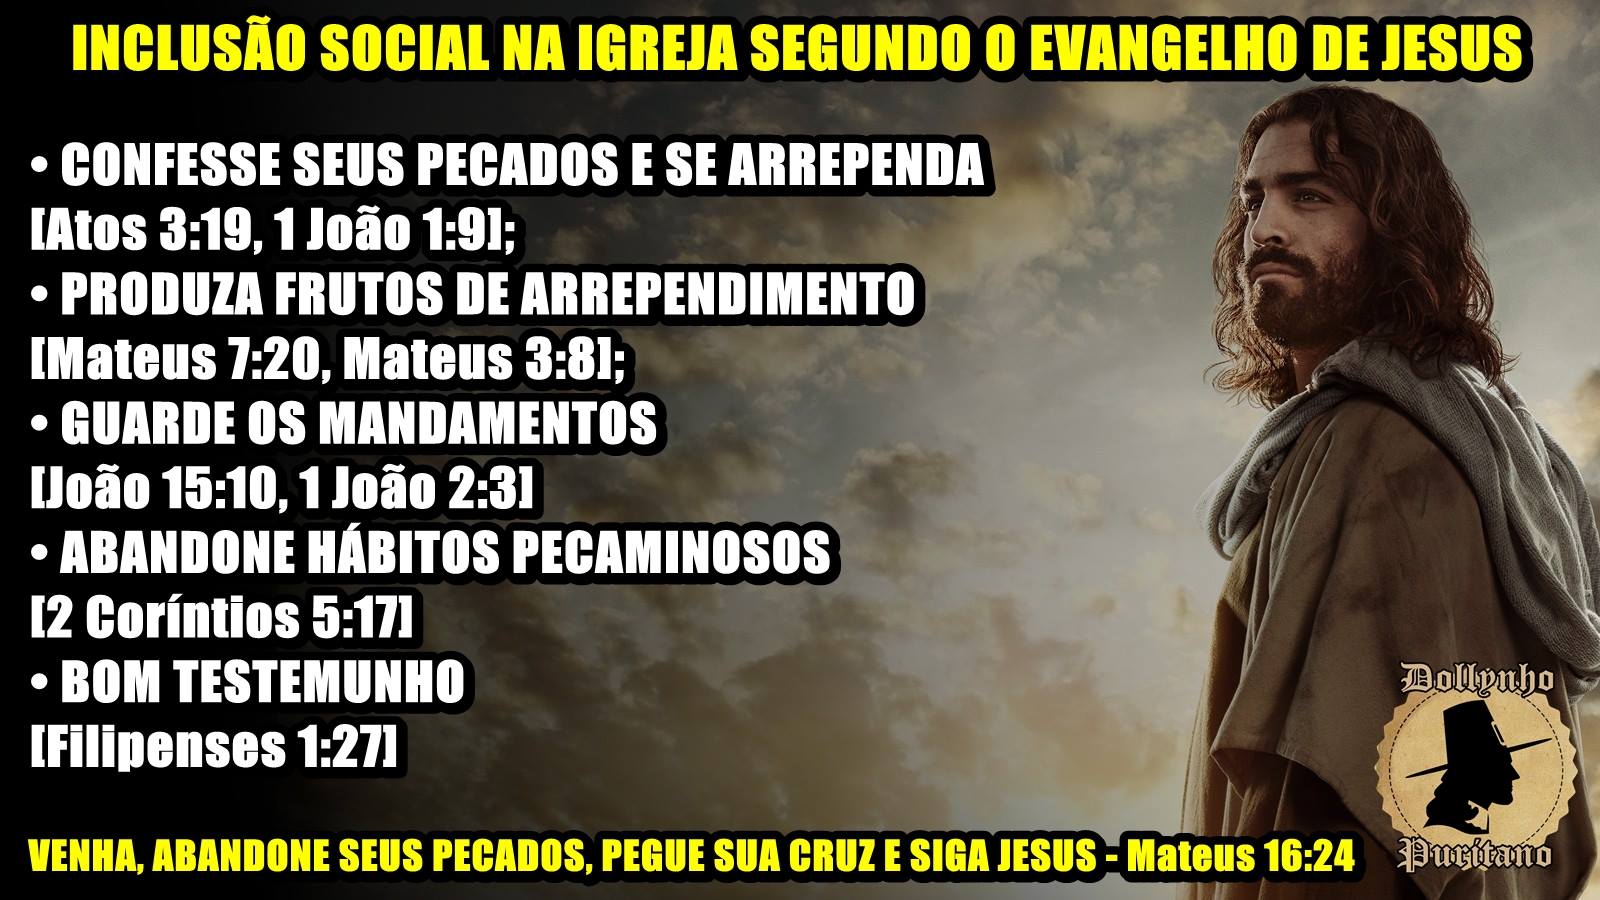 INCLUSÃO SOCIAL NA IGREJA SEGUNDO O EVANGELHO DE JESUS
• CONFESSE SEUS PECADOS E SE ARREPENDA
[Atos 3:19, 1 João 1:9];
• PRODUZA FRUTOS DE ARREPENDIMENTO
[Mateus 7:20, Mateus 3:8];
• GUARDE OS MANDAMENTOS
[João 15:10, 1 João 2:3]
• ABANDONE HÁBITOS PECAMINOSOS
[2 Coríntios 5:17]
• BOM TESTEMUNHO
[Filipenses 1:27]
VENHA, ABANDONE SEUS PECADOS, PEGUE SUA CRUZ E SIGA JESUS - Mateus 16:24
Dollynho
Puritano